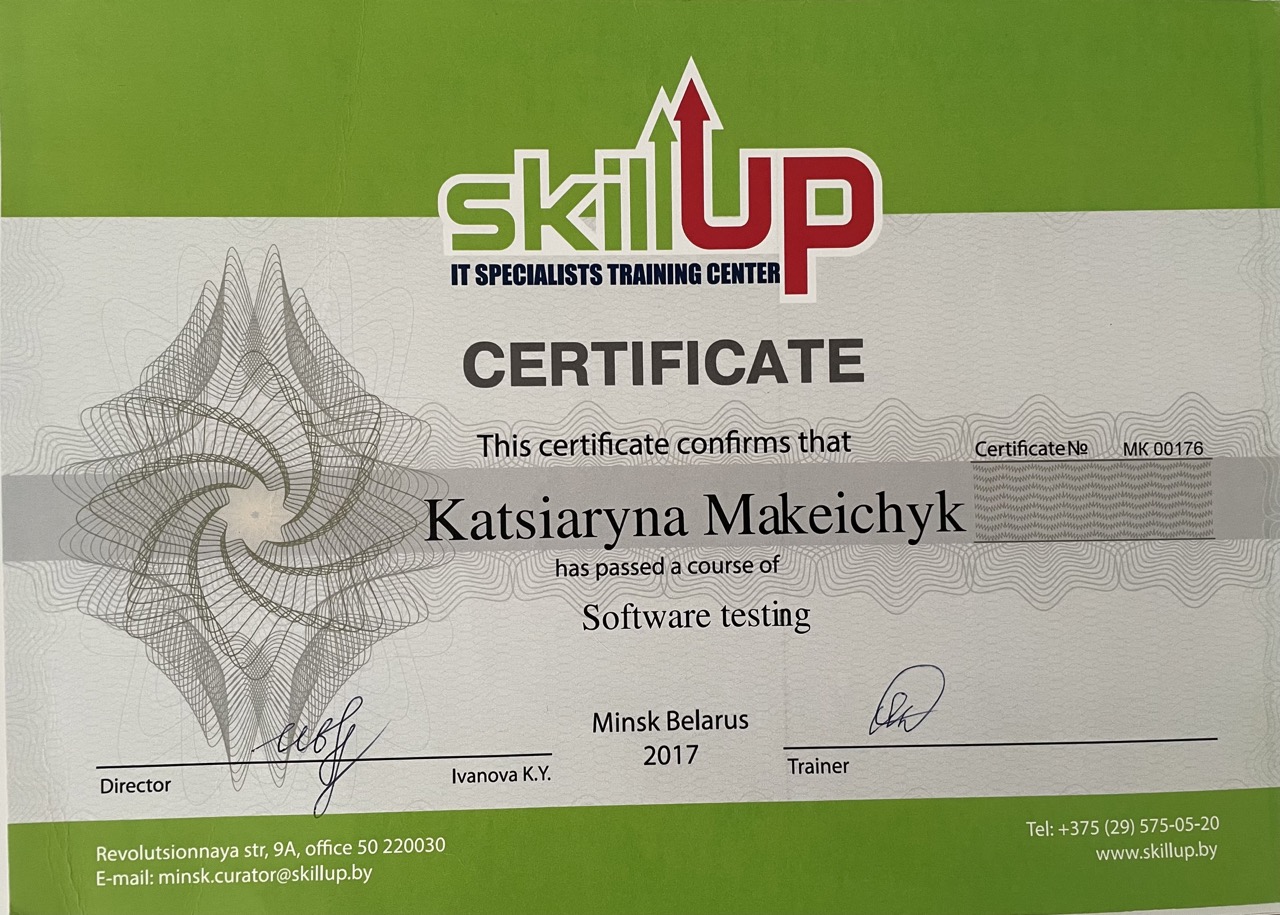 skillup
IT SPECIALISTS TRAINING CENTER
CERTIFICATE
This certificate confirms that
Certificate№ MK 00176
Katsiaryna Makeichyk
has passed a course of
Software testing
Minsk Belarus
2017
Director
Ivanova K.Y.
Trainer
Revolutsionnaya str, 9A, office 50 220030
E-mail: minsk.curator@skillup.by
Tel: +375 (29) 575-05-20
www.skillup.by